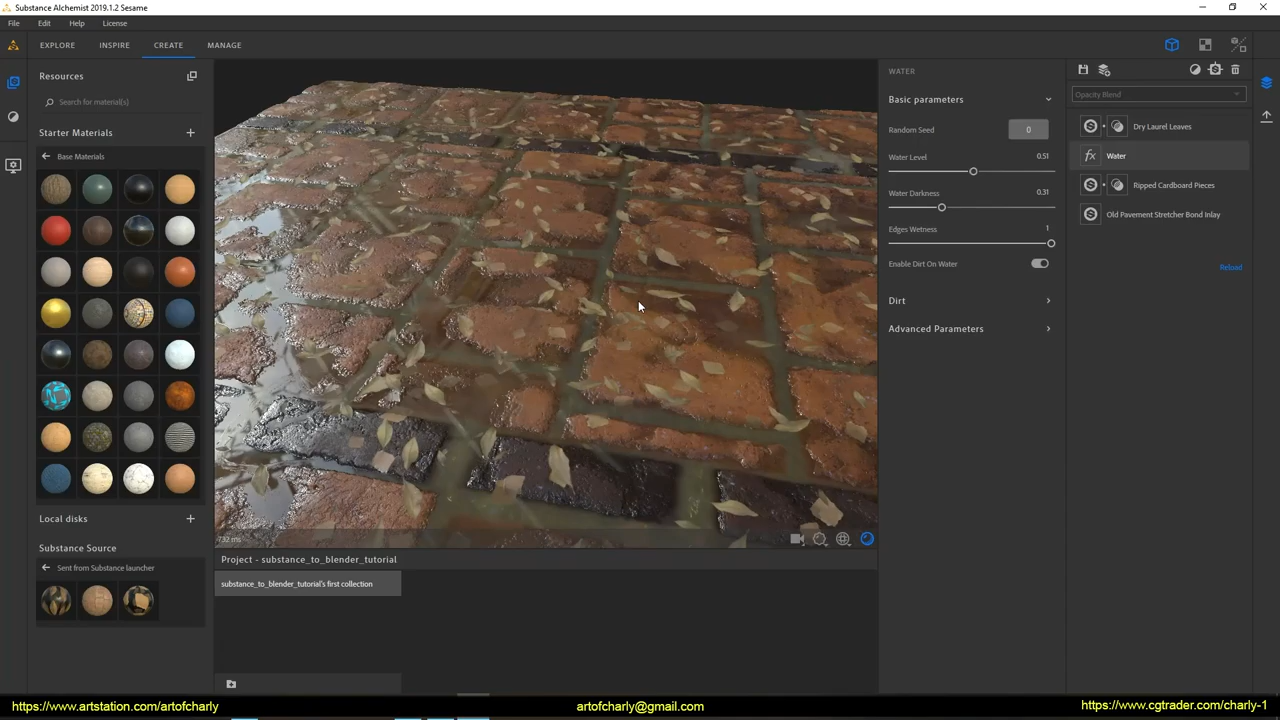 Substance Alchemist 2019.1.2 Sesame
File Edit Help License
EXPLORE INSPIRE CREATE MANAGE
Resources
Search for material(s)
Starter Materials
Base Materials
Local disks
Substance Source
Sent from Substance launcher
732 ms
Project - substance_to_blender_tutorial
substance_to_blender_tutorial's first collection
WATER
Basic parameters
Random Seed 0
Water Level 0.51
Water Darkness 0.31
Edges Wetness 1
Enable Dirt On Water
Dirt
Advanced Parameters
Opacity Blend
Dry Laurel Leaves
fx Water
Ripped Cardboard Pieces
Old Pavement Stretcher Bond Inlay
Reload
https://www.artstation.com/artofcharly artofcharly@gmail.com https://www.cgtrader.com/charly-1